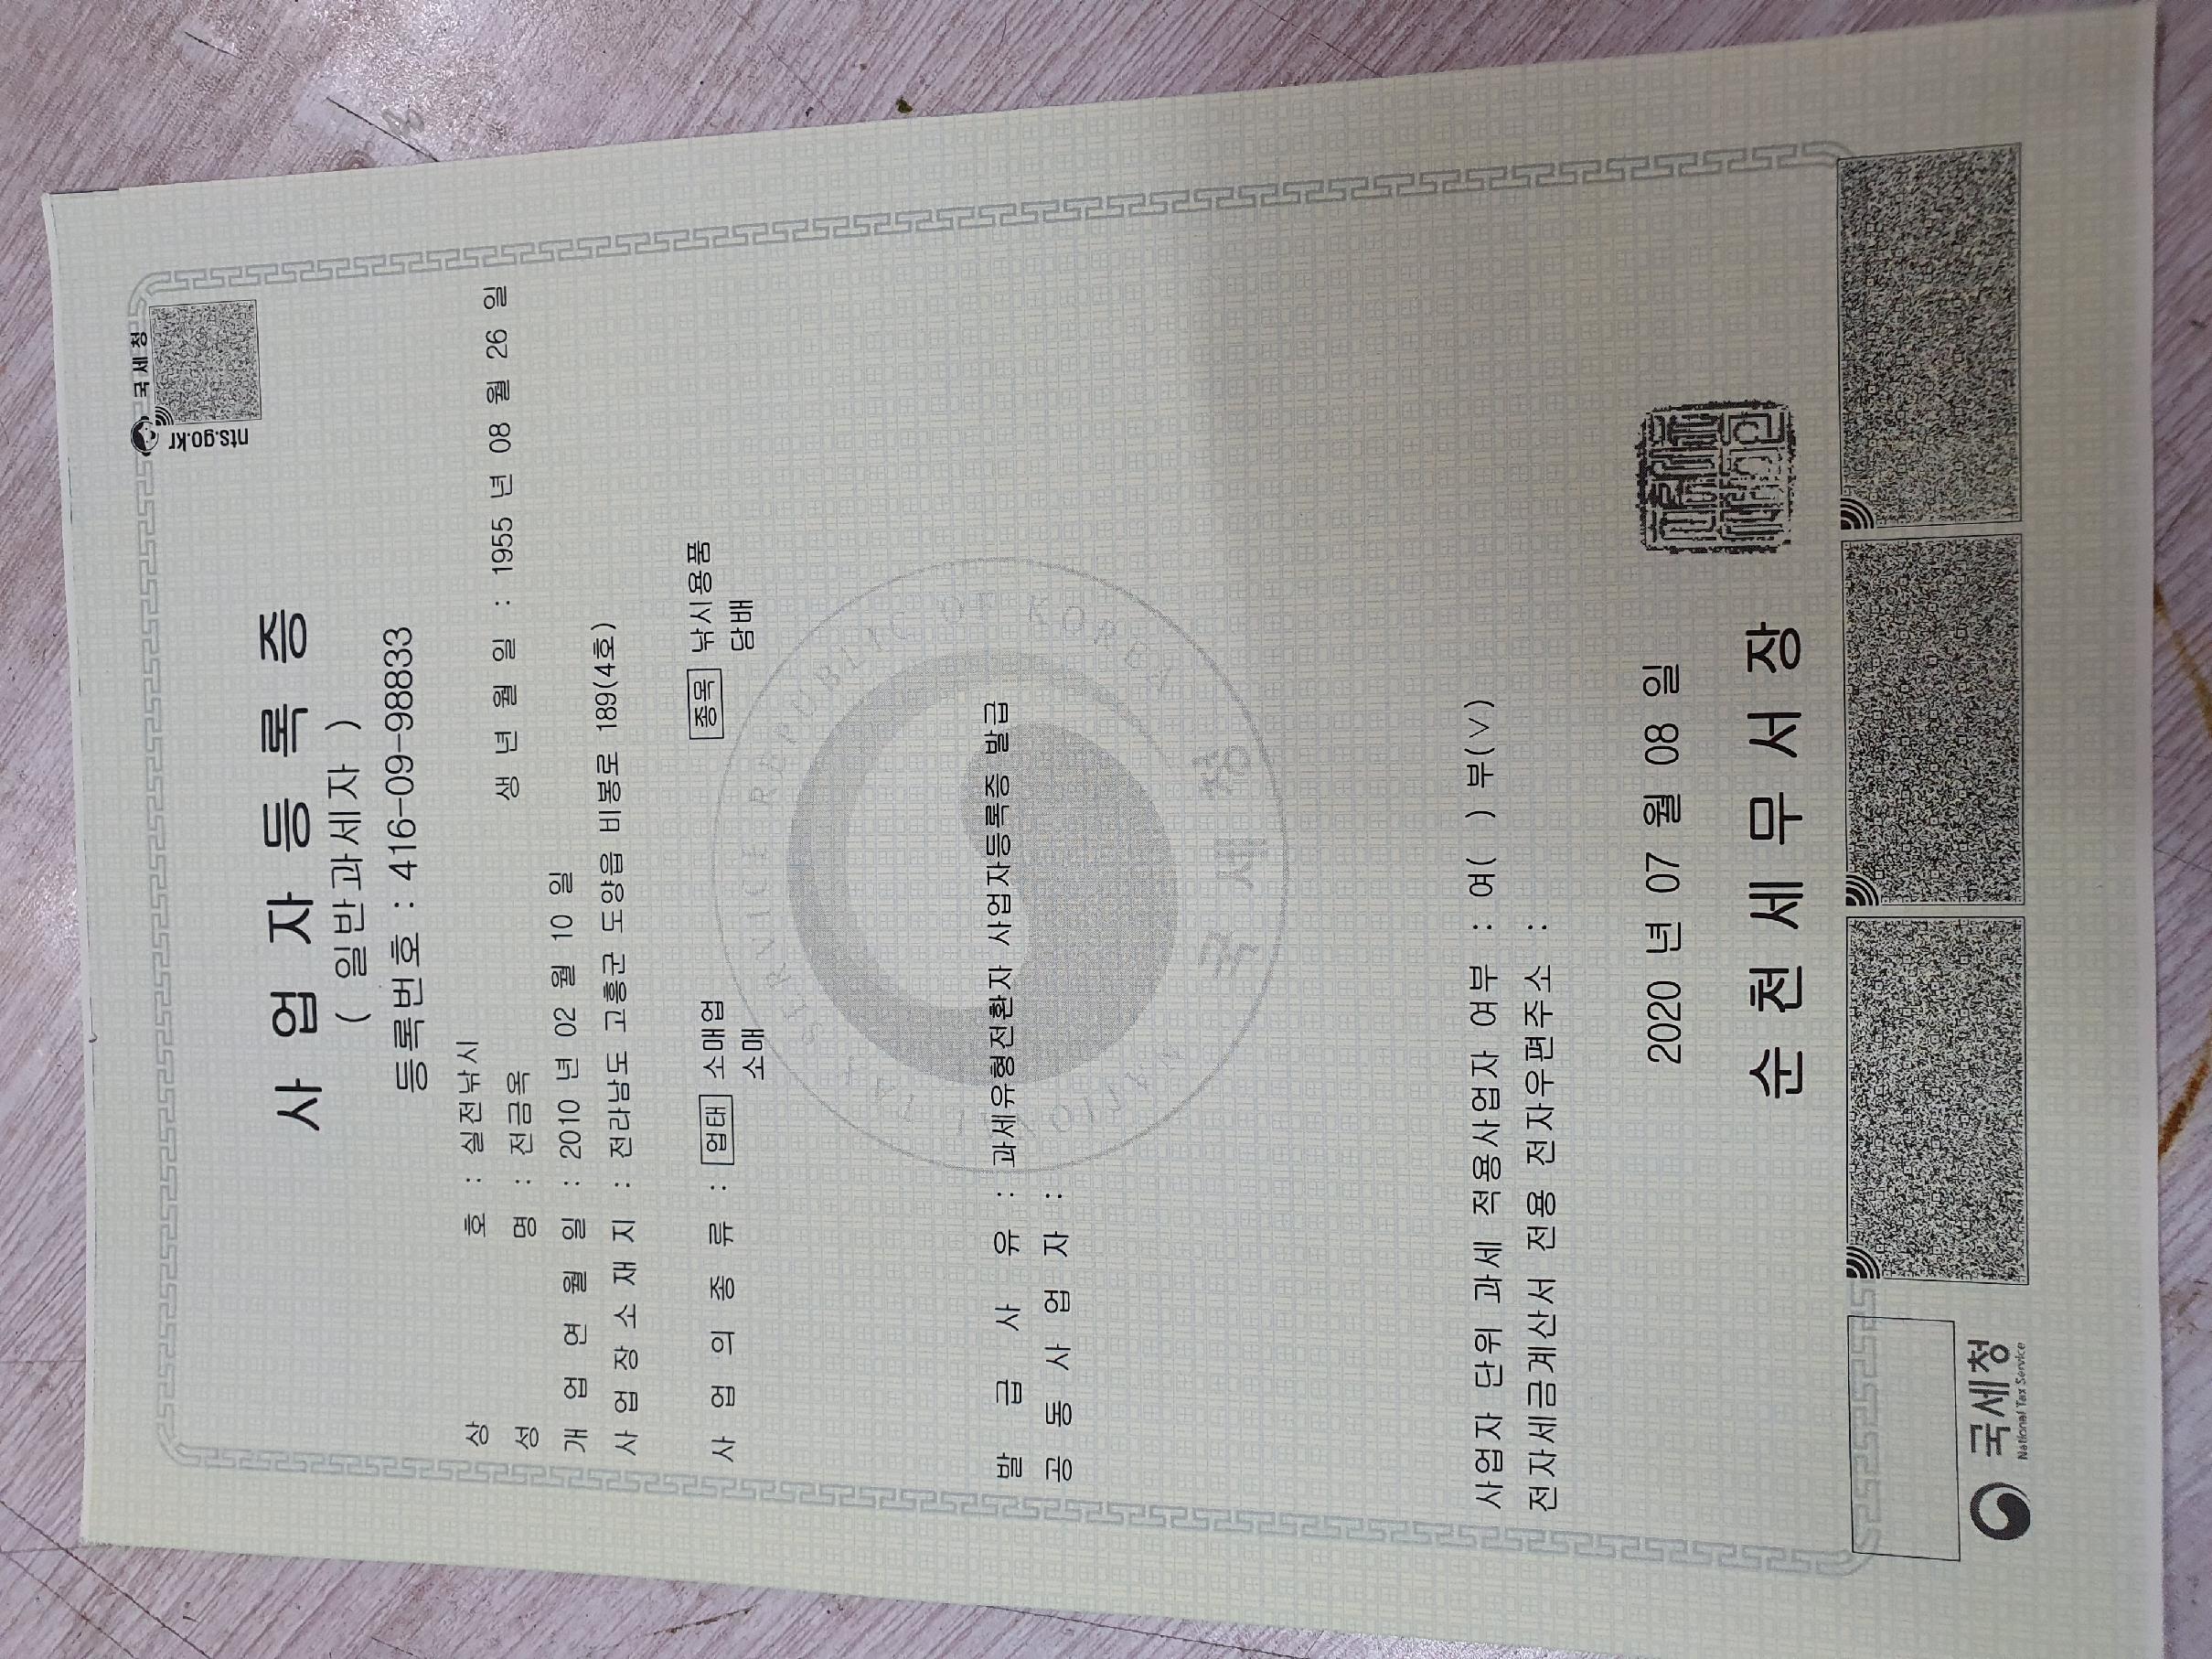 국세청
nts.go.kr
사업자등록증
( 일반과세자 )
등록번호 : 416-09-98833
상 호 : 실전낚시
성 명 : 전금옥 생 년 월 일 : 1955 년 08 월 26 일
개 업 연 월 일 : 2010 년 02 월 10 일
사 업 장 소 재 지 : 전라남도 고흥군 도양읍 비봉로 189(4호)
사 업 의 종 류 : 업태 소매업 종목 낚시용품
소매 담배
NATIONAL TAX SERVICE REPUBLIC OF KOREA
국세청
발 급 사 유 : 과세유형전환자 사업자등록증 발급
공 동 사 업 자 :
사업자 단위 과세 적용사업자 여부 : 여( ) 부(∨)
전자세금계산서 전용 전자우편주소 :
2020 년 07 월 08 일
순 천 세 무 서 장
국세청
National Tax Service